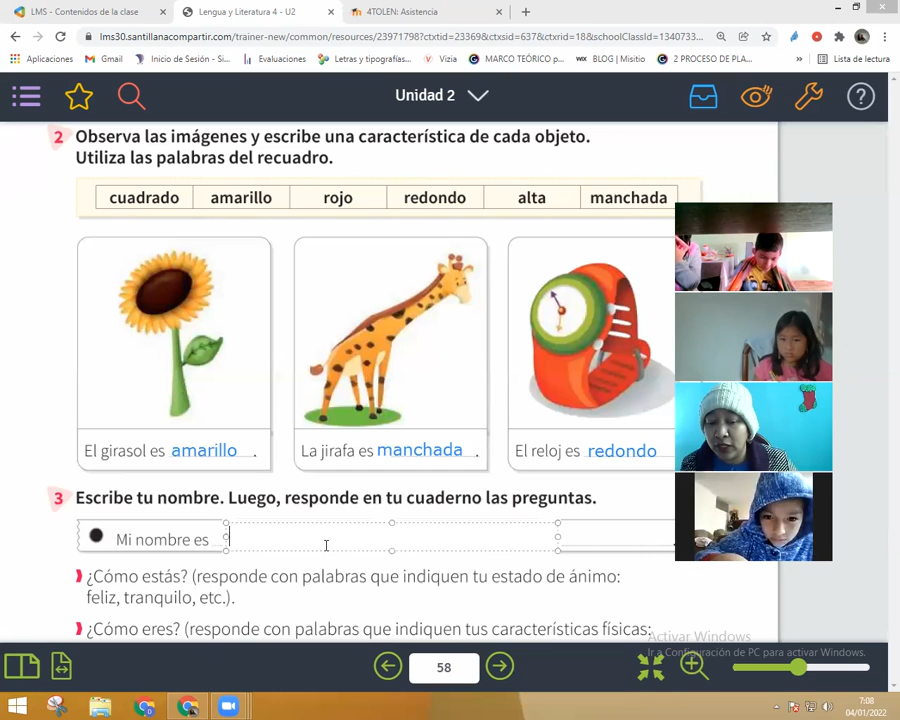 LMS - Contenidos de la clase
Lengua y Literatura 4 - U2
4TOLEN: Asistencia
lms30.santillanacompartir.com/trainer-new/common/resources/23971798?ctxtid=23369&ctxsid=637&ctxrid=18&schoolClassId=1340733...
Aplicaciones
Gmail
Inicio de Sesión - Si...
Evaluaciones
Letras y tipografías...
Vizia
MARCO TEÓRICO p...
WIX BLOG | Misitio
2 PROCESO DE PLA...
»
Lista de lectura
Unidad 2
2 Observa las imágenes y escribe una característica de cada objeto.
Utiliza las palabras del recuadro.
cuadrado amarillo rojo redondo alta manchada
El girasol es amarillo .
La jirafa es manchada .
El reloj es redondo
3 Escribe tu nombre. Luego, responde en tu cuaderno las preguntas.
Mi nombre es
¿Cómo estás? (responde con palabras que indiquen tu estado de ánimo:
feliz, tranquilo, etc.).
¿Cómo eres? (responde con palabras que indiquen tus características físicas:
Activar Windows
Ir a Configuración de PC para activar Windows.
58
7:08
04/01/2022